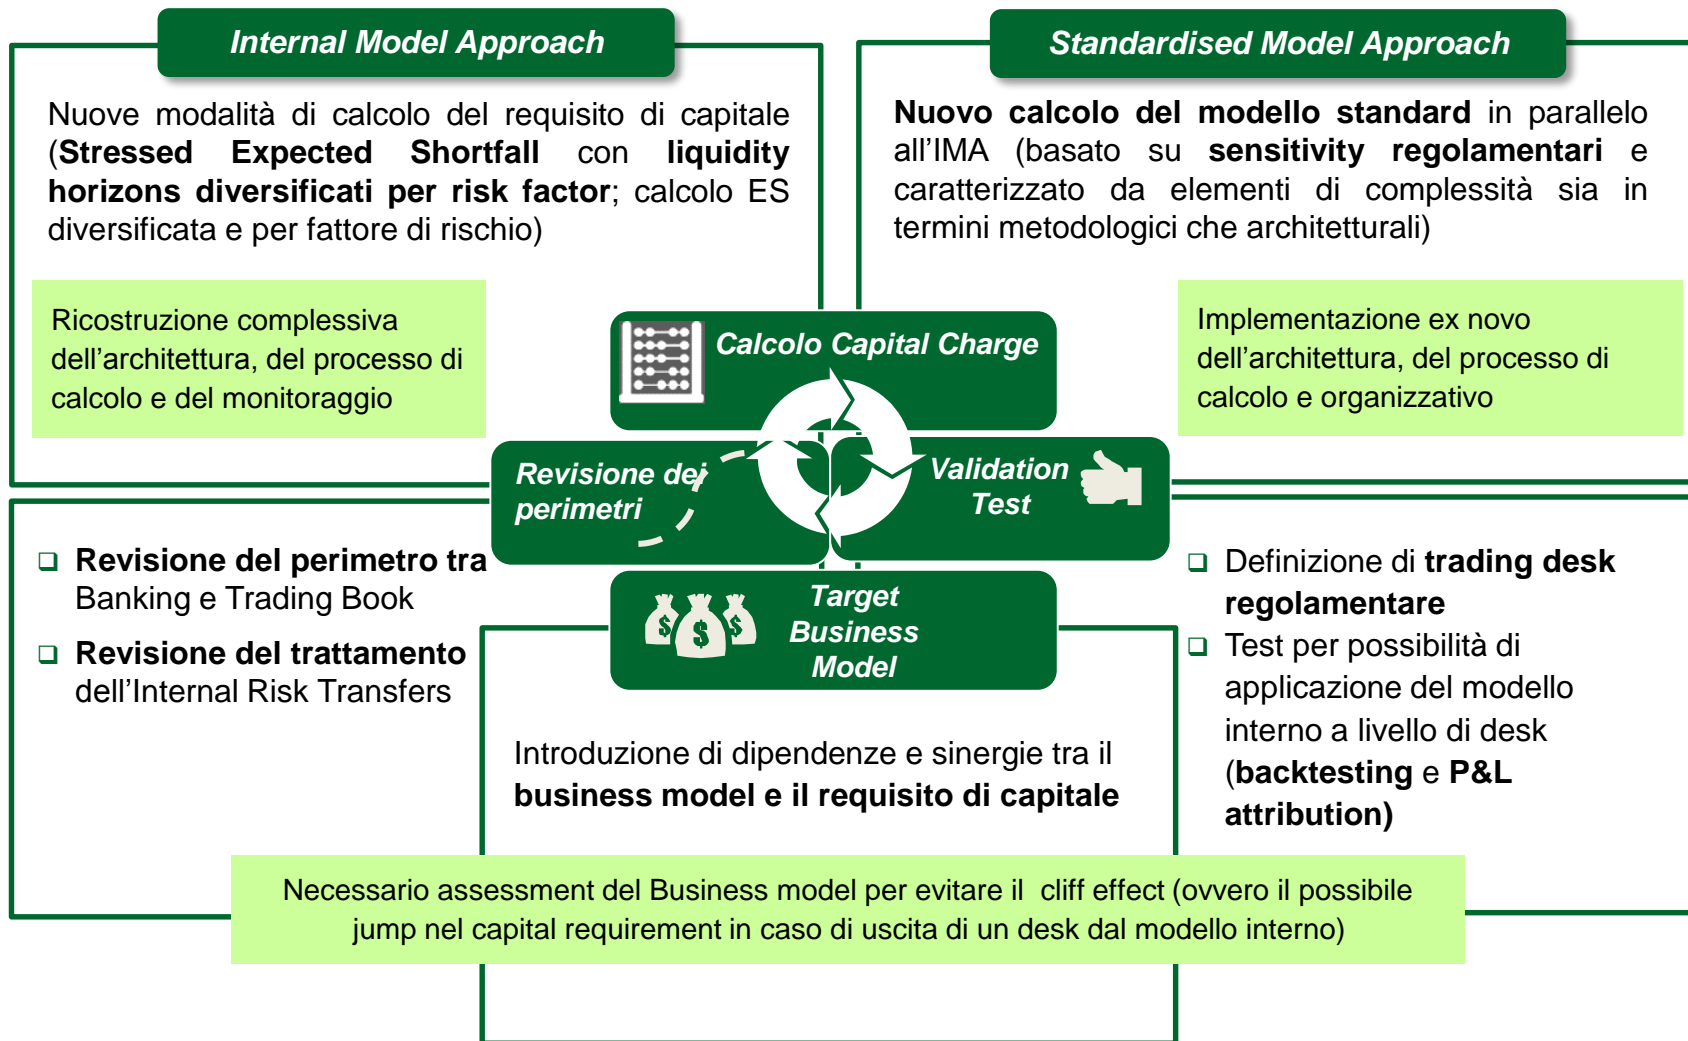 Internal Model Approach
Nuove modalità di calcolo del requisito di capitale
(Stressed Expected Shortfall con liquidity
horizons diversificati per risk factor; calcolo ES
diversificata e per fattore di rischio)
Ricostruzione complessiva
dell’architettura, del processo di
calcolo e del monitoraggio
Standardised Model Approach
Nuovo calcolo del modello standard in parallelo
all’IMA (basato su sensitivity regolamentari e
caratterizzato da elementi di complessità sia in
termini metodologici che architetturali)
Implementazione ex novo
dell’architettura, del processo di
calcolo e organizzativo
Calcolo Capital Charge
Revisione dei
perimetri
Validation
Test
$ $ $
Target
Business
Model
Revisione del perimetro tra
Banking e Trading Book
Revisione del trattamento
dell’Internal Risk Transfers
Introduzione di dipendenze e sinergie tra il
business model e il requisito di capitale
Definizione di trading desk
regolamentare
Test per possibilità di
applicazione del modello
interno a livello di desk
(backtesting e P&L
attribution)
Necessario assessment del Business model per evitare il cliff effect (ovvero il possibile
jump nel capital requirement in caso di uscita di un desk dal modello interno)